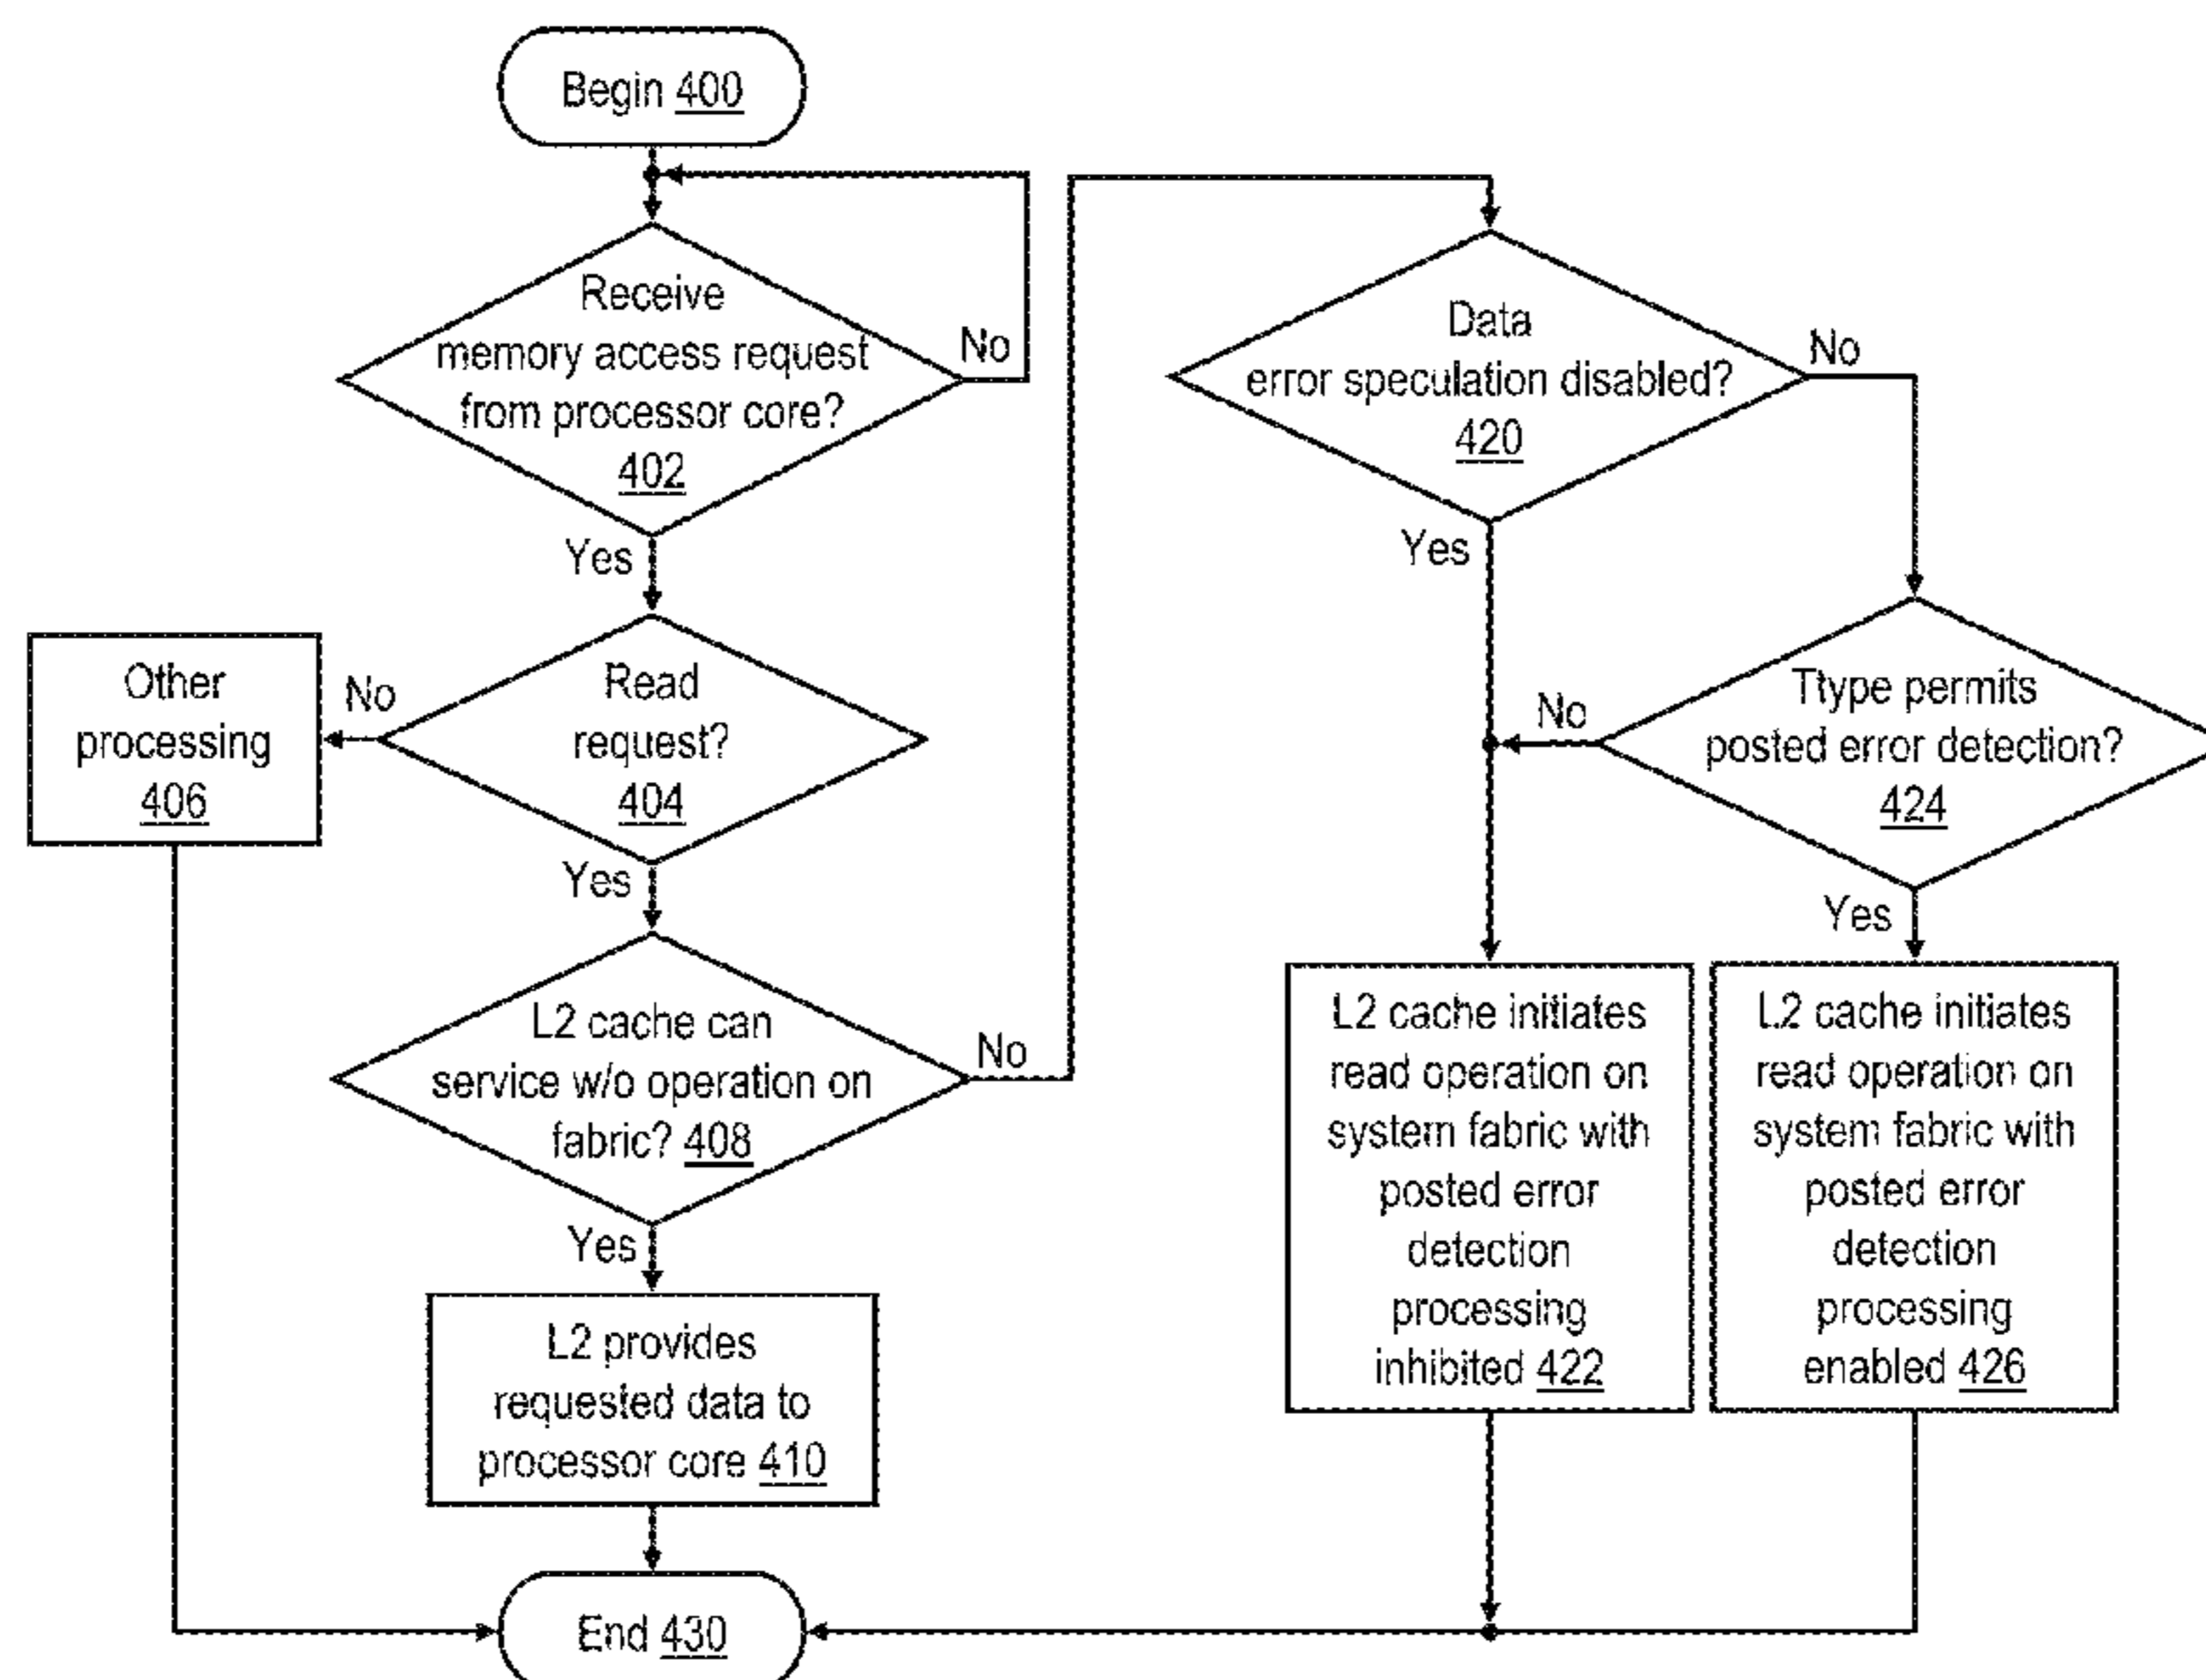 Begin 400
Receive
memory access request
from processor core?
402
No
Yes
Read
request?
404
No
Other
processing
406
Yes
L2 cache can
service w/o operation on
fabric? 408
No
Yes
L2 provides
requested data to
processor core 410
Data
error speculation disabled?
420
No
Yes
Ttype permits
posted error detection?
424
No
Yes
L2 cache initiates
read operation on
system fabric with
posted error
detection
processing
inhibited 422
L2 cache initiates
read operation on
system fabric with
posted error
detection
processing
enabled 426
End 430